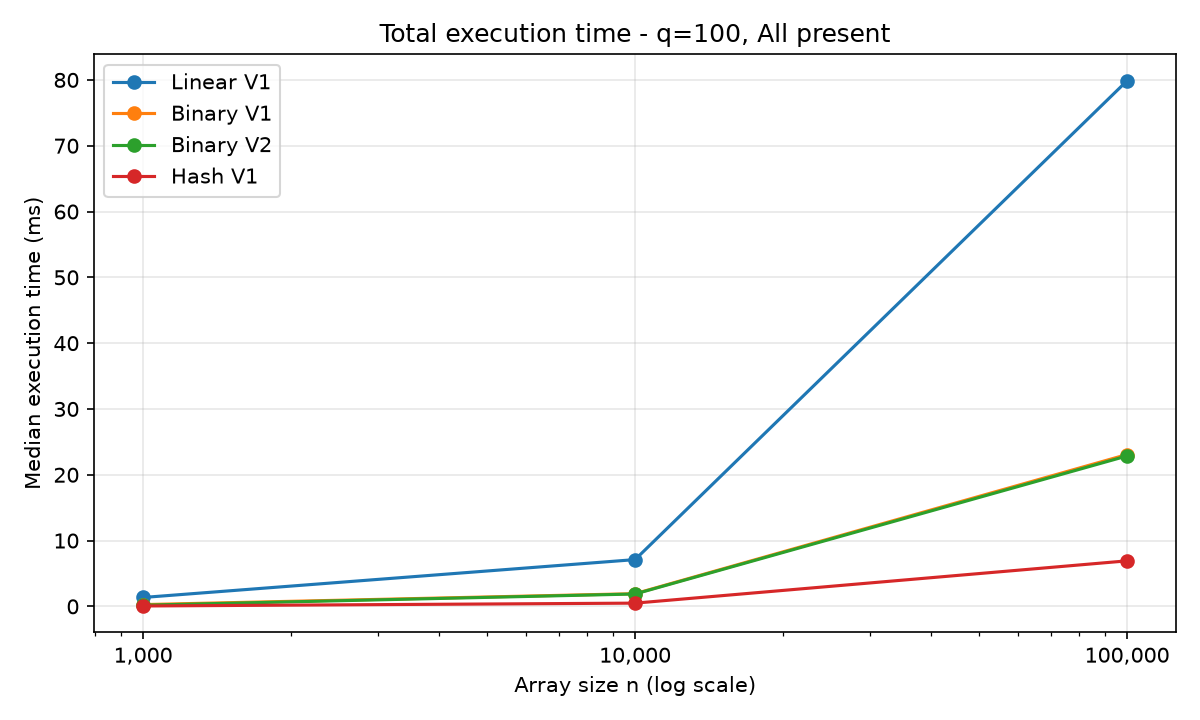 Total execution time - q=100, All present
Linear V1
Binary V1
Binary V2
Hash V1
Median execution time (ms)
80
70
60
50
40
30
20
10
0
1,000
10,000
100,000
Array size n (log scale)